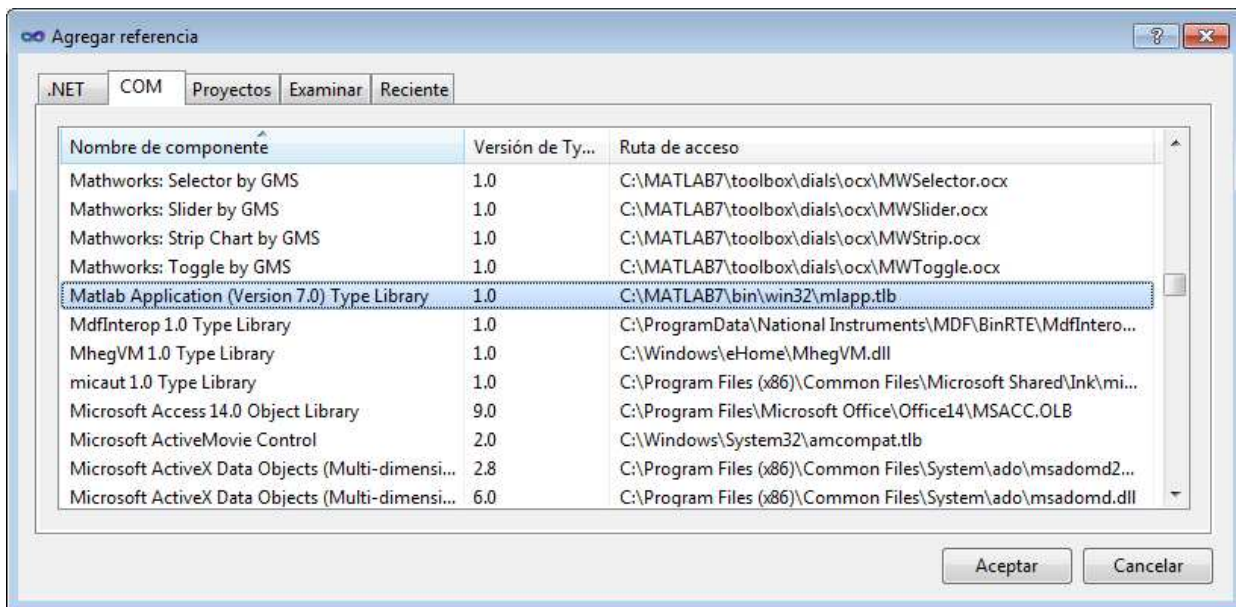 Agregar referencia
.NET COM Proyectos Examinar Reciente
Nombre de componente Versión de Ty... Ruta de acceso
Mathworks: Selector by GMS 1.0 C:\MATLAB7\toolbox\dials\ocx\MWSelector.ocx
Mathworks: Slider by GMS 1.0 C:\MATLAB7\toolbox\dials\ocx\MWSlider.ocx
Mathworks: Strip Chart by GMS 1.0 C:\MATLAB7\toolbox\dials\ocx\MWStrip.ocx
Mathworks: Toggle by GMS 1.0 C:\MATLAB7\toolbox\dials\ocx\MWToggle.ocx
Matlab Application (Version 7.0) Type Library 1.0 C:\MATLAB7\bin\win32\mlapp.tlb
MdfInterop 1.0 Type Library 1.0 C:\ProgramData\National Instruments\MDF\BinRTE\MdfIntero...
MhegVM 1.0 Type Library 1.0 C:\Windows\eHome\MhegVM.dll
micaut 1.0 Type Library 1.0 C:\Program Files (x86)\Common Files\Microsoft Shared\Ink\mi...
Microsoft Access 14.0 Object Library 9.0 C:\Program Files\Microsoft Office\Office14\MSACC.OLB
Microsoft ActiveMovie Control 2.0 C:\Windows\System32\amcompat.tlb
Microsoft ActiveX Data Objects (Multi-dimensi... 2.8 C:\Program Files (x86)\Common Files\System\ado\msadomd2...
Microsoft ActiveX Data Objects (Multi-dimensi... 6.0 C:\Program Files (x86)\Common Files\System\ado\msadomd.dll
Aceptar Cancelar